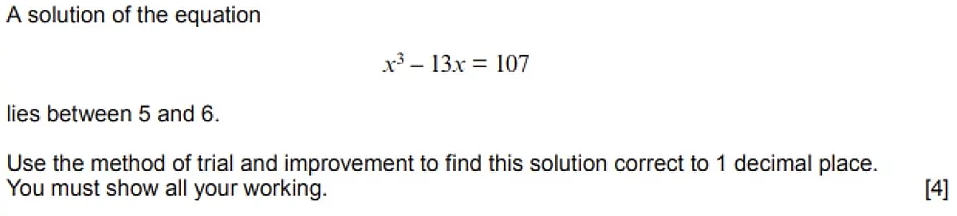 A solution of the equation
x³ – 13x = 107
lies between 5 and 6.
Use the method of trial and improvement to find this solution correct to 1 decimal place.
You must show all your working. [4]